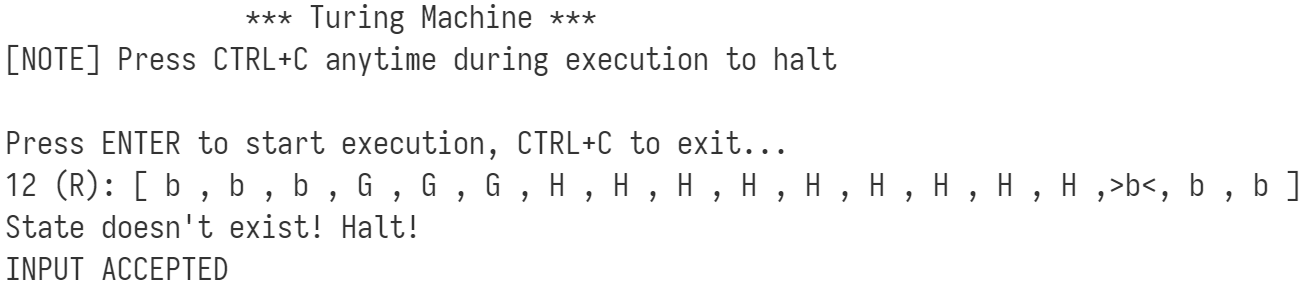 *** Turing Machine ***
[NOTE] Press CTRL+C anytime during execution to halt
Press ENTER to start execution, CTRL+C to exit...
12 (R): [ b , b , b , G , G , G , H , H , H , H , H , H , H , H , H ,>b<, b , b ]
State doesn't exist! Halt!
INPUT ACCEPTED